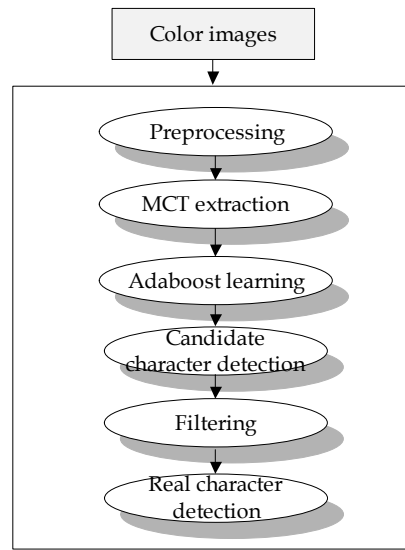 Color images
Preprocessing
MCT extraction
Adaboost learning
Candidate
character detection
Filtering
Real character
detection